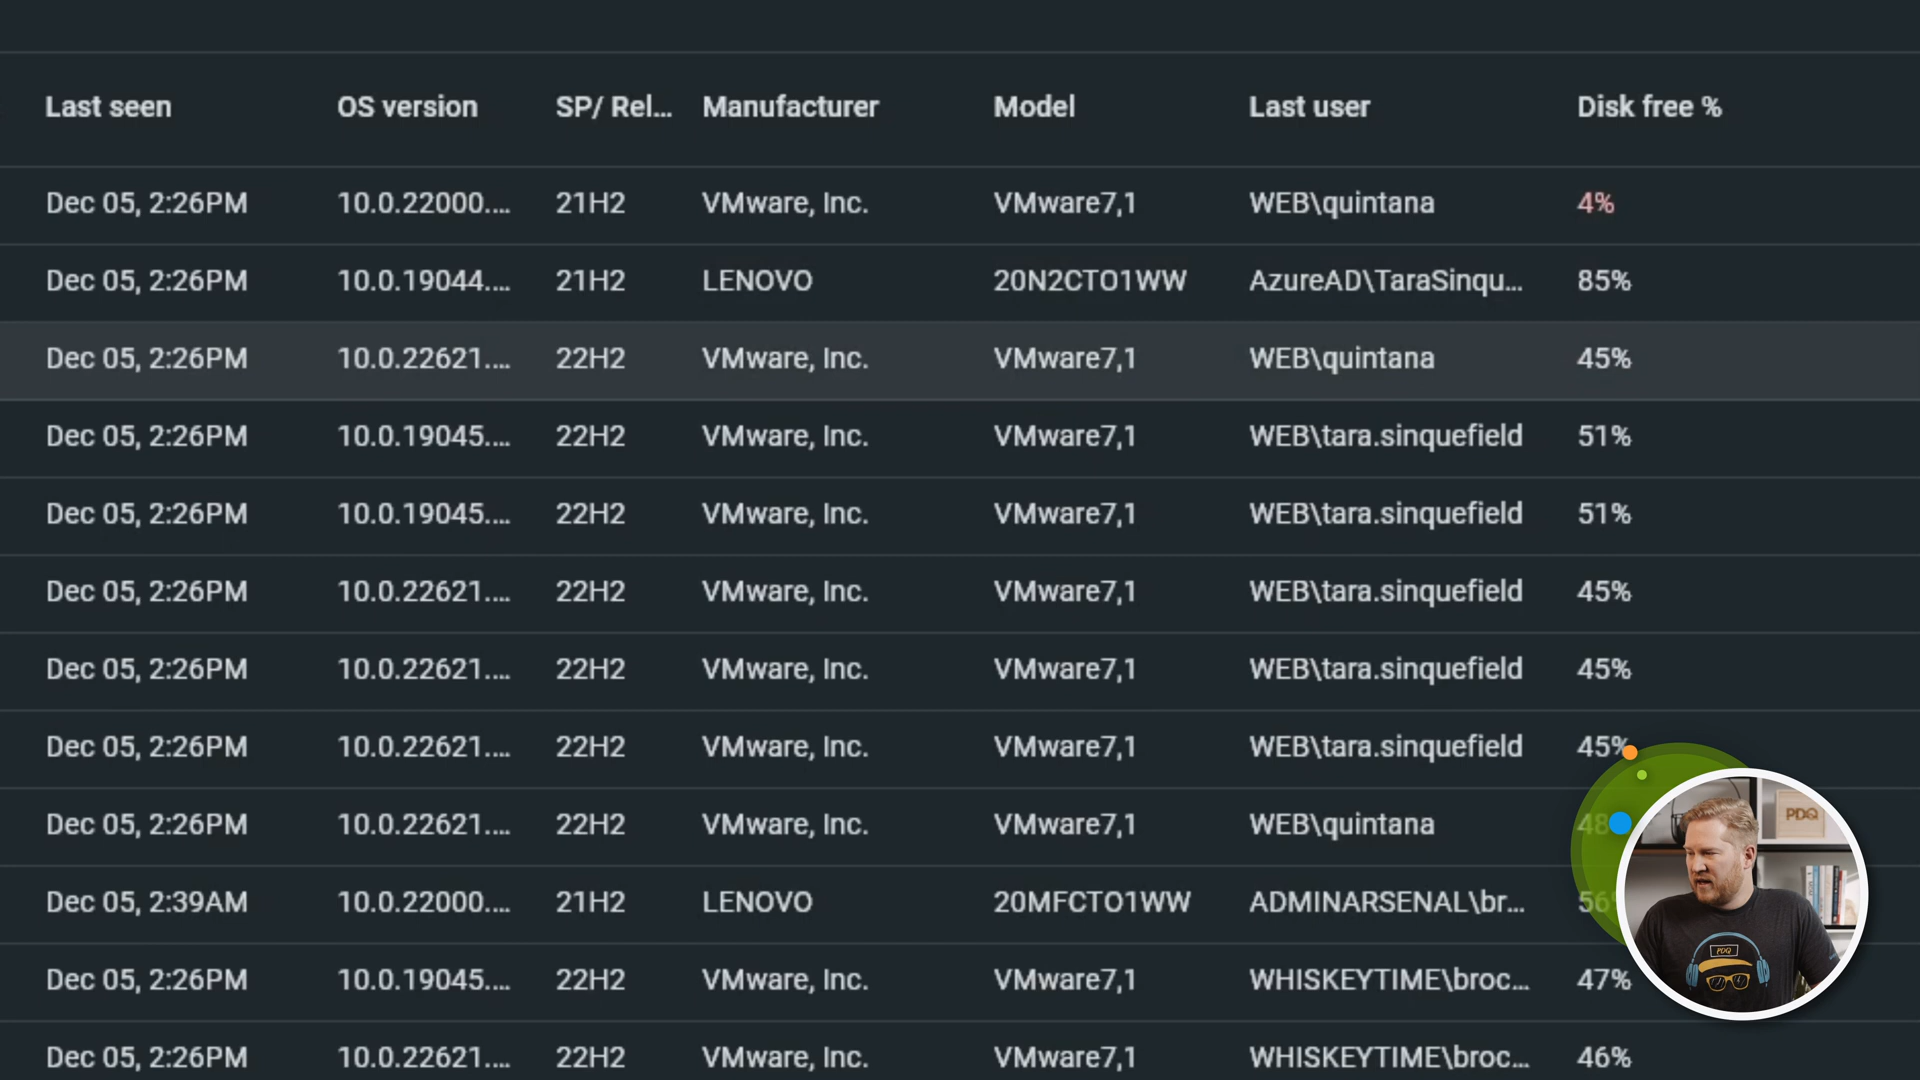 Last seen OS version SP/ Rel... Manufacturer Model Last user Disk free %
Dec 05, 2:26PM 10.0.22000.... 21H2 VMware, Inc. VMware7,1 WEB\quintana 4%
Dec 05, 2:26PM 10.0.19044.... 21H2 LENOVO 20N2CTO1WW AzureAD\TaraSinqu... 85%
Dec 05, 2:26PM 10.0.22621.... 22H2 VMware, Inc. VMware7,1 WEB\quintana 45%
Dec 05, 2:26PM 10.0.19045.... 22H2 VMware, Inc. VMware7,1 WEB\tara.sinquefield 51%
Dec 05, 2:26PM 10.0.19045.... 22H2 VMware, Inc. VMware7,1 WEB\tara.sinquefield 51%
Dec 05, 2:26PM 10.0.22621.... 22H2 VMware, Inc. VMware7,1 WEB\tara.sinquefield 45%
Dec 05, 2:26PM 10.0.22621.... 22H2 VMware, Inc. VMware7,1 WEB\tara.sinquefield 45%
Dec 05, 2:26PM 10.0.22621.... 22H2 VMware, Inc. VMware7,1 WEB\tara.sinquefield 45%
Dec 05, 2:26PM 10.0.22621.... 22H2 VMware, Inc. VMware7,1 WEB\quintana 48
Dec 05, 2:39AM 10.0.22000.... 21H2 LENOVO 20MFCTO1WW ADMINARSENAL\br... 56
Dec 05, 2:26PM 10.0.19045.... 22H2 VMware, Inc. VMware7,1 WHISKEYTIME\broc... 47%
Dec 05, 2:26PM 10.0.22621.... 22H2 VMware, Inc. VMware7,1 WHISKEYTIME\broc... 46%
PDQ
PDQ